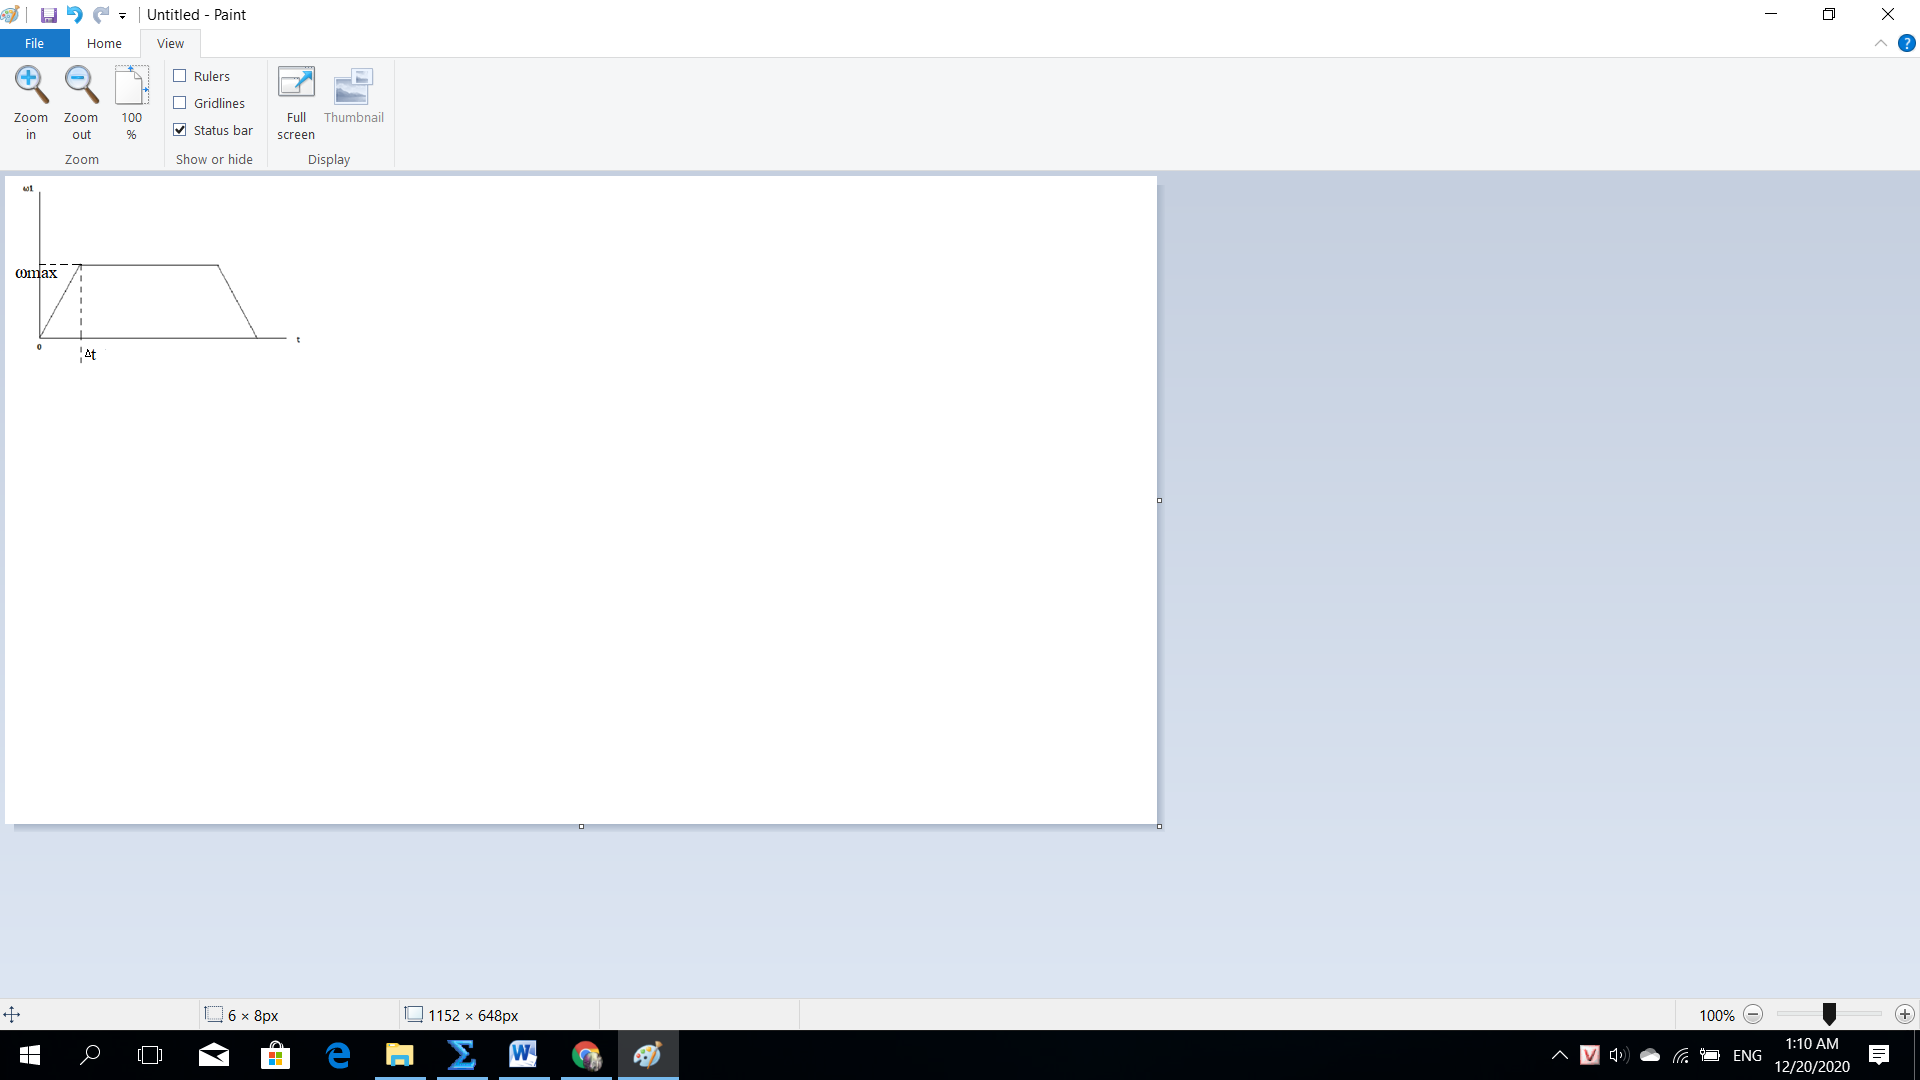 Untitled - Paint
File Home View
Zoom in
Zoom out
100 %
Rulers
Gridlines
Status bar
Full screen
Thumbnail
Zoom
Show or hide
Display
ω1
ωmax
0
Δt
t
6 × 8px
1152 × 648px
100%
ENG
1:10 AM
12/20/2020